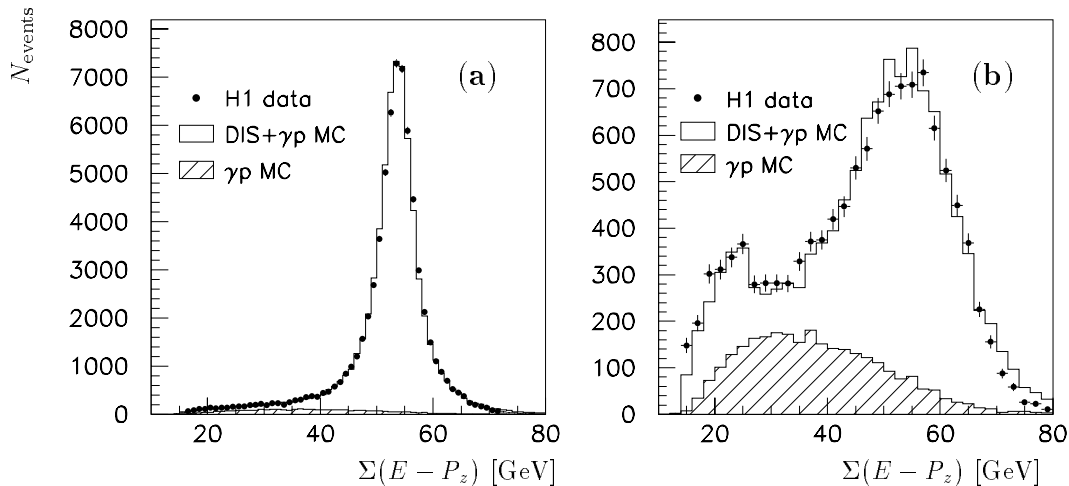 N_events
8000
7000
6000
5000
4000
3000
2000
1000
0
(a)
H1 data
DIS+γp MC
γp MC
20 40 60 80
Σ(E − P_z) [GeV]
800
700
600
500
400
300
200
100
0
(b)
H1 data
DIS+γp MC
γp MC
20 40 60 80
Σ(E − P_z) [GeV]